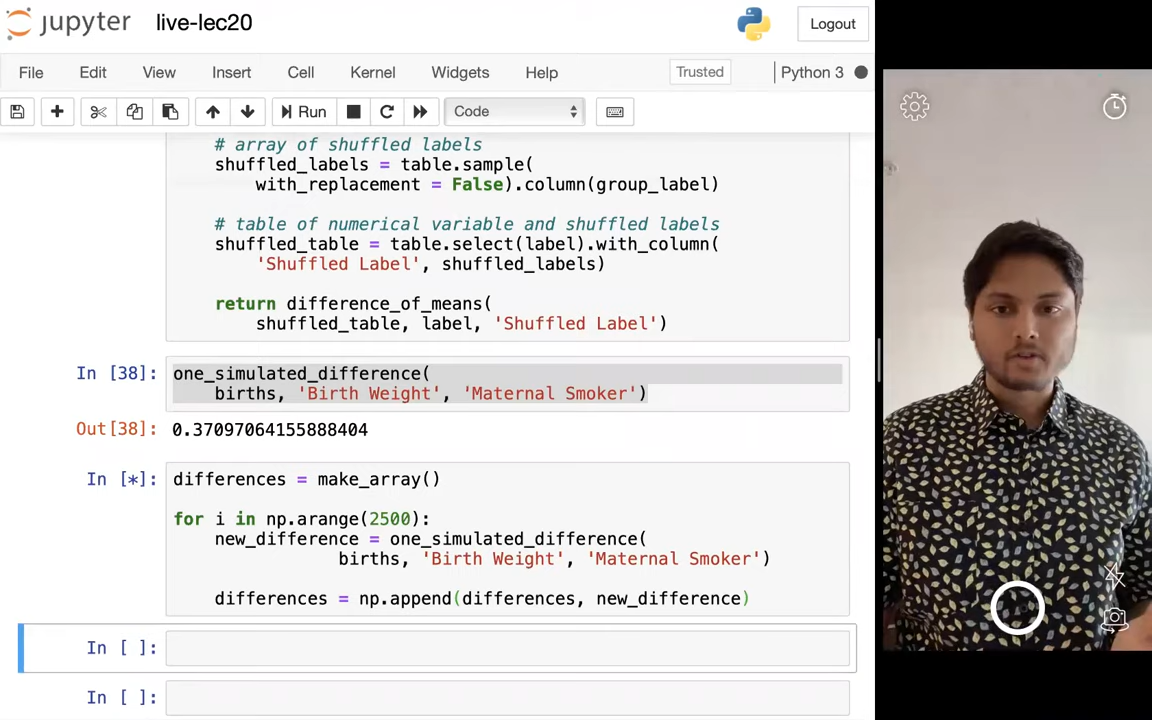 jupyter live-lec20 Logout
File Edit View Insert Cell Kernel Widgets Help Trusted Python 3
Run Code
# array of shuffled labels
shuffled_labels = table.sample(
with_replacement = False).column(group_label)
# table of numerical variable and shuffled labels
shuffled_table = table.select(label).with_column(
'Shuffled Label', shuffled_labels)
return difference_of_means(
shuffled_table, label, 'Shuffled Label')
In [38]: one_simulated_difference(
births, 'Birth Weight', 'Maternal Smoker')
Out[38]: 0.37097064155888404
In [*]: differences = make_array()
for i in np.arange(2500):
new_difference = one_simulated_difference(
births, 'Birth Weight', 'Maternal Smoker')
differences = np.append(differences, new_difference)
In [ ]:
In [ ]: